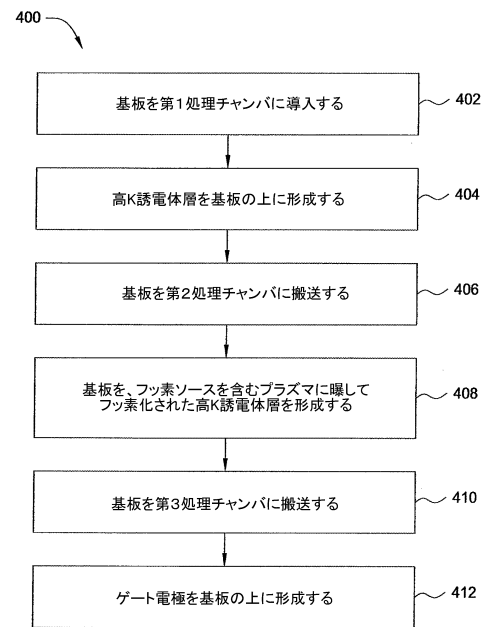 400
基板を第1処理チャンバに導入する
402
高K誘電体層を基板の上に形成する
404
基板を第2処理チャンバに搬送する
406
基板を、フッ素ソースを含むプラズマに曝して
フッ素化された高K誘電体層を形成する
408
基板を第3処理チャンバに搬送する
410
ゲート電極を基板の上に形成する
412